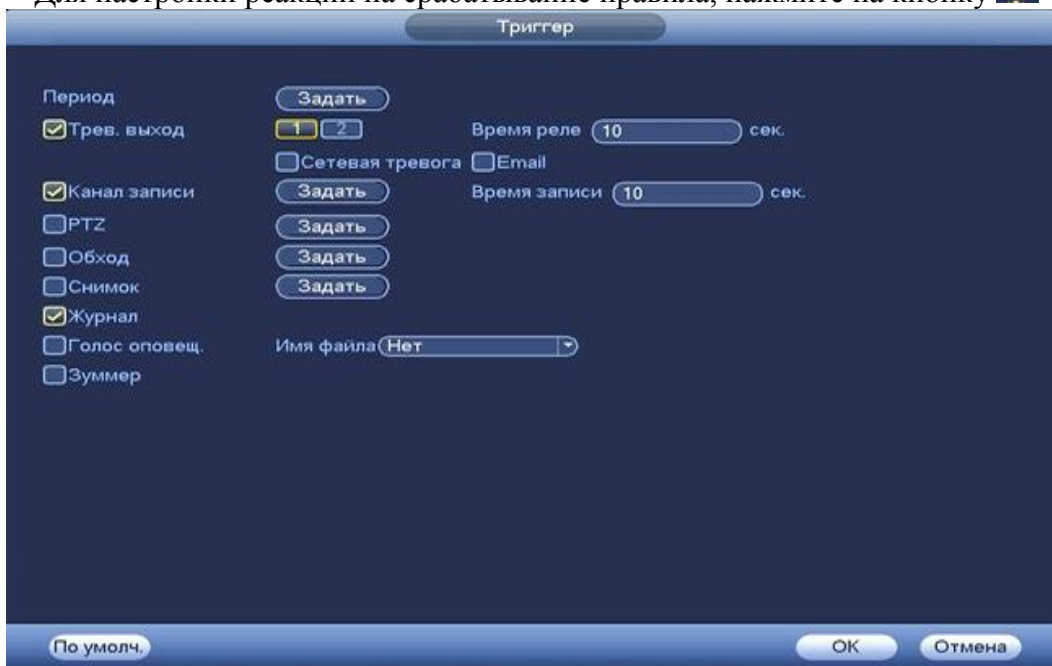 Для настройки реакции на срабатывание правила, нажмите на кнопку
Триггер
Период Задать
Трев. выход 1 2 Время реле 10 сек.
Сетевая тревога Email
Канал записи Задать Время записи 10 сек.
PTZ Задать
Обход Задать
Снимок Задать
Журнал
Голос оповещ. Имя файла Нет
Зуммер
По умолч. OK Отмена